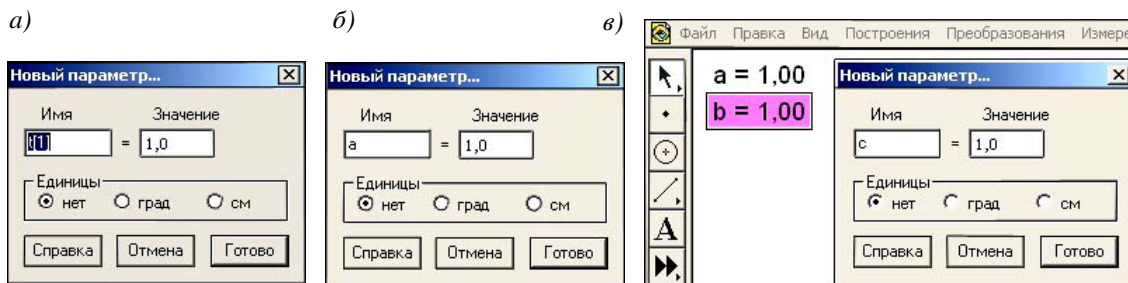 а)
Новый параметр...
Имя Значение
t[1] = 1,0
Единицы
нет град см
Справка Отмена Готово
б)
Новый параметр...
Имя Значение
a = 1,0
Единицы
нет град см
Справка Отмена Готово
в)
Файл Правка Вид Построения Преобразования Измере
a = 1,00
b = 1,00
A
Новый параметр...
Имя Значение
c = 1,0
Единицы
нет град см
Справка Отмена Готово